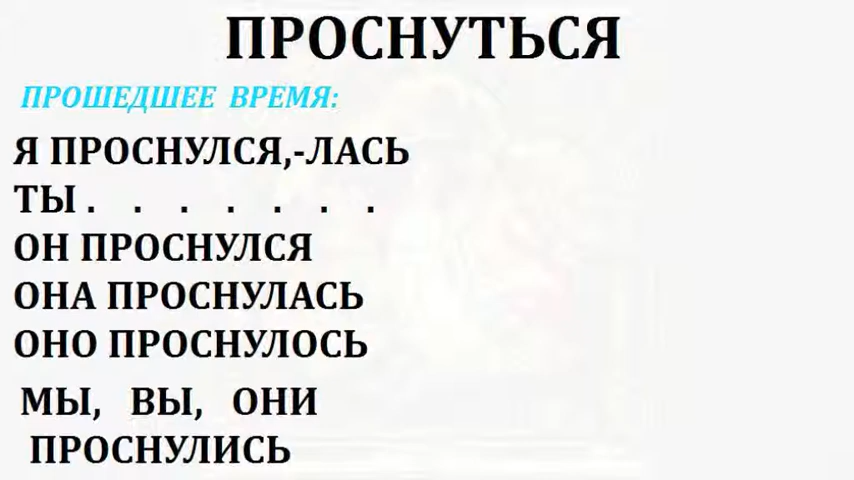 ПРОСНУТЬСЯ
ПРОШЕДШЕЕ ВРЕМЯ:
Я ПРОСНУЛСЯ,-ЛАСЬ
ТЫ . . . . . . .
ОН ПРОСНУЛСЯ
ОНА ПРОСНУЛАСЬ
ОНО ПРОСНУЛОСЬ
МЫ, ВЫ, ОНИ
ПРОСНУЛИСЬ